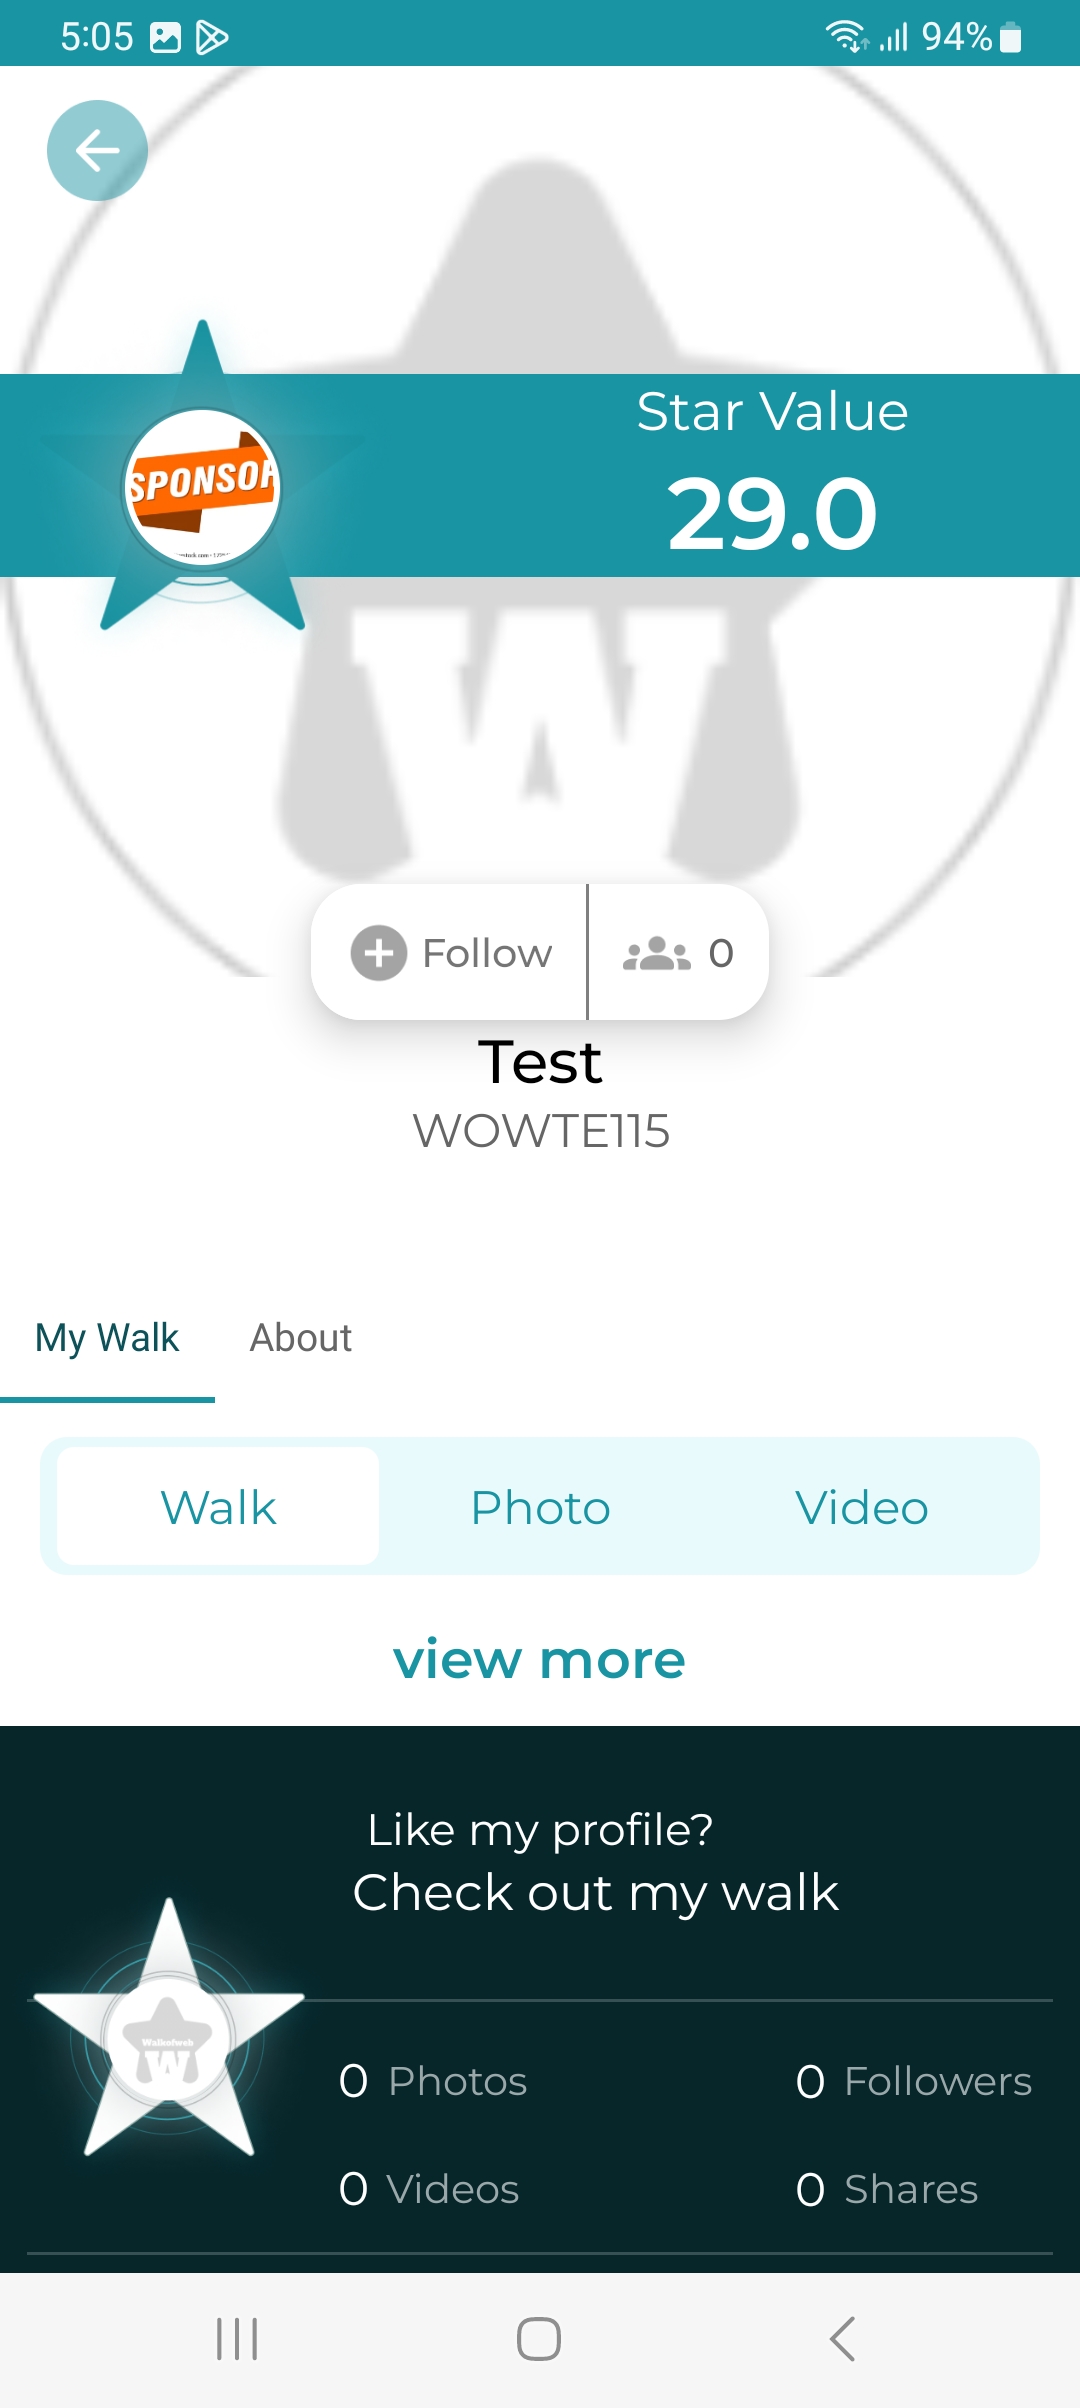 5:05 94%
Star Value
29.0
SPONSOR
W
Follow 0
Test
WOWTE115
My Walk About
Walk Photo Video
view more
Like my profile?
Check out my walk
Walkofweb
W
0 Photos 0 Followers
0 Videos 0 Shares